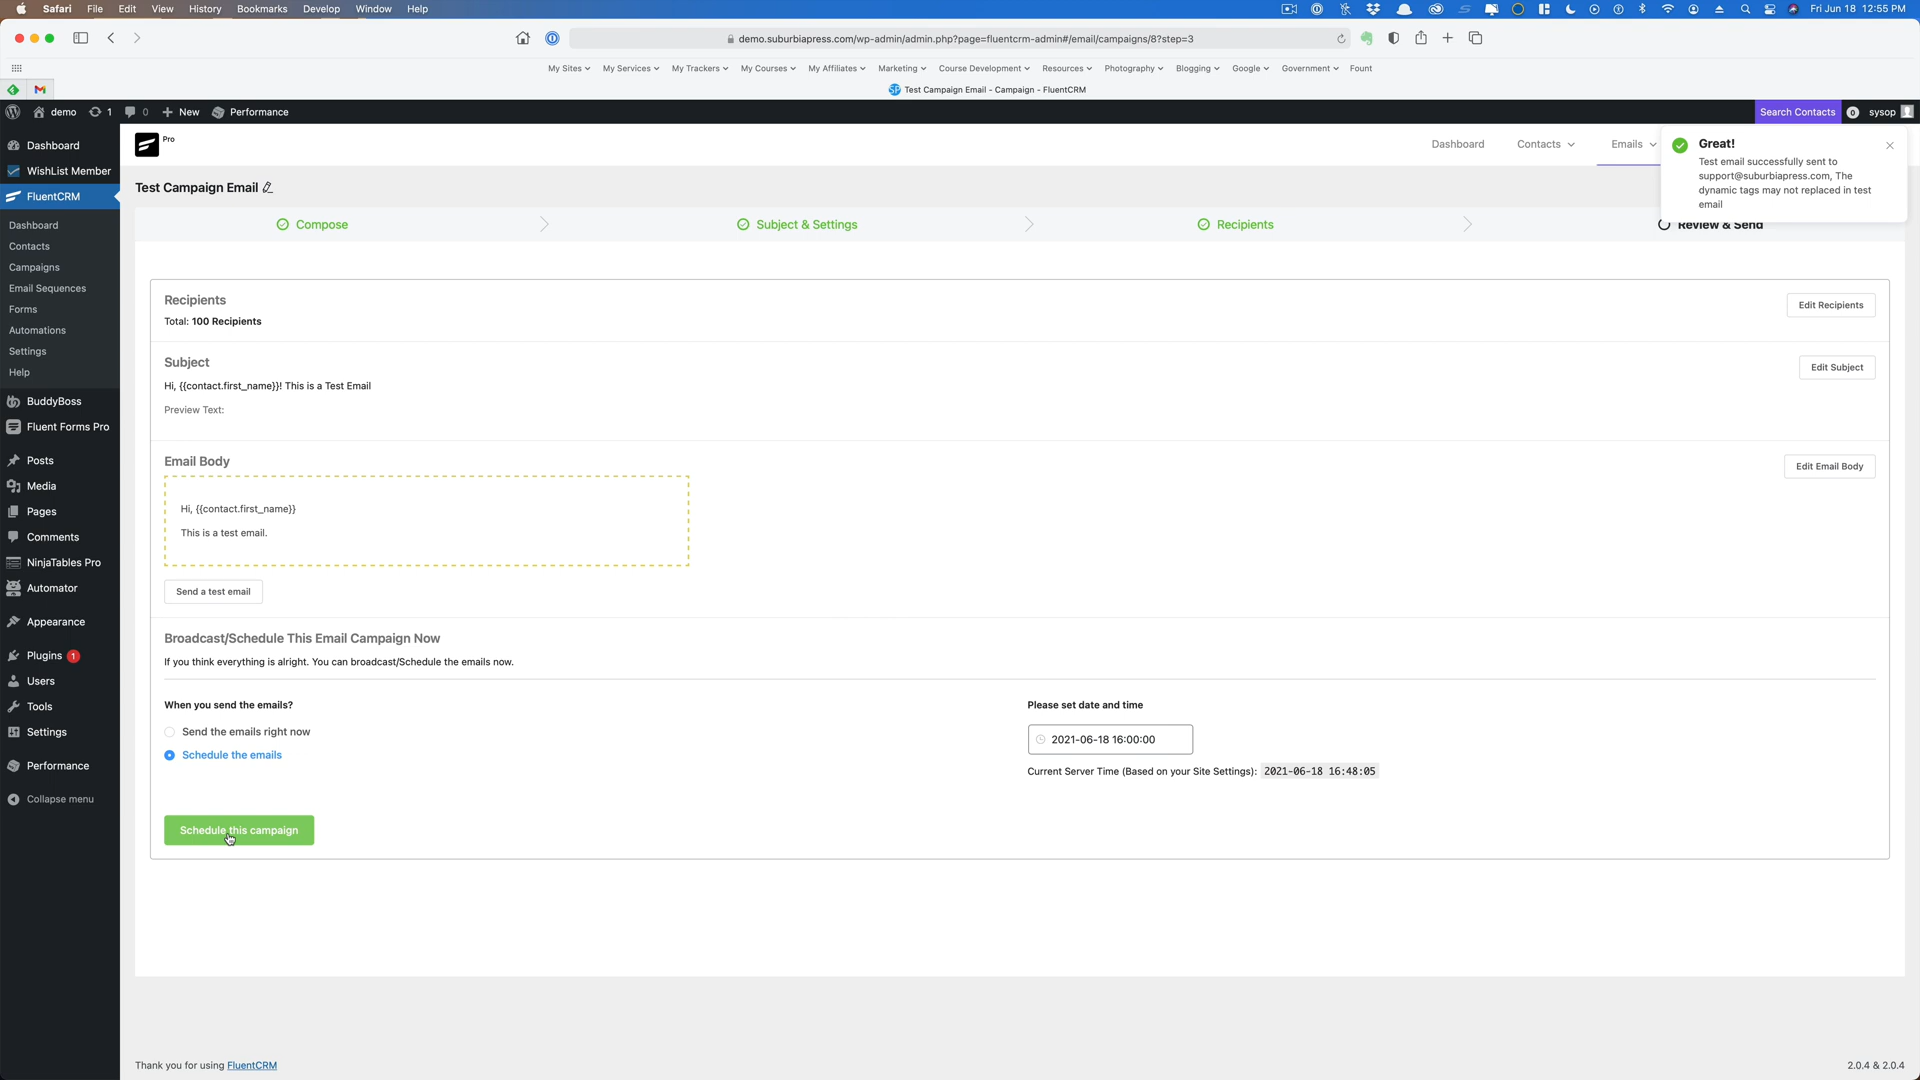 Safari File Edit View History Bookmarks Develop Window Help
Fri Jun 18 12:55 PM
demo.suburbiapress.com/wp-admin/admin.php?page=fluentcrm-admin#/email/campaigns/8?step=3
My Sites My Services My Trackers My Courses My Affiliates Marketing Course Development Resources Photography Blogging Google Government Fount
Test Campaign Email - Campaign - FluentCRM
demo 1 0 New Performance
Search Contacts 0 sysop
Dashboard
WishList Member
FluentCRM
Dashboard
Contacts
Campaigns
Email Sequences
Forms
Automations
Settings
Help
BuddyBoss
Fluent Forms Pro
Posts
Media
Pages
Comments
NinjaTables Pro
Automator
Appearance
Plugins 1
Users
Tools
Settings
Performance
Collapse menu
Pro
Dashboard Contacts Emails
Great!
Test email successfully sent to
support@suburbiapress.com, The
dynamic tags may not replaced in test
email
Test Campaign Email
Compose Subject & Settings Recipients Review & Send
Recipients
Total: 100 Recipients
Edit Recipients
Subject
Hi, {{contact.first_name}}! This is a Test Email
Preview Text:
Edit Subject
Email Body
Edit Email Body
Hi, {{contact.first_name}}
This is a test email.
Send a test email
Broadcast/Schedule This Email Campaign Now
If you think everything is alright. You can broadcast/Schedule the emails now.
When you send the emails?
Send the emails right now
Schedule the emails
Please set date and time
2021-06-18 16:00:00
Current Server Time (Based on your Site Settings): 2021-06-18 16:48:05
Schedule this campaign
Thank you for using FluentCRM
2.0.4 & 2.0.4